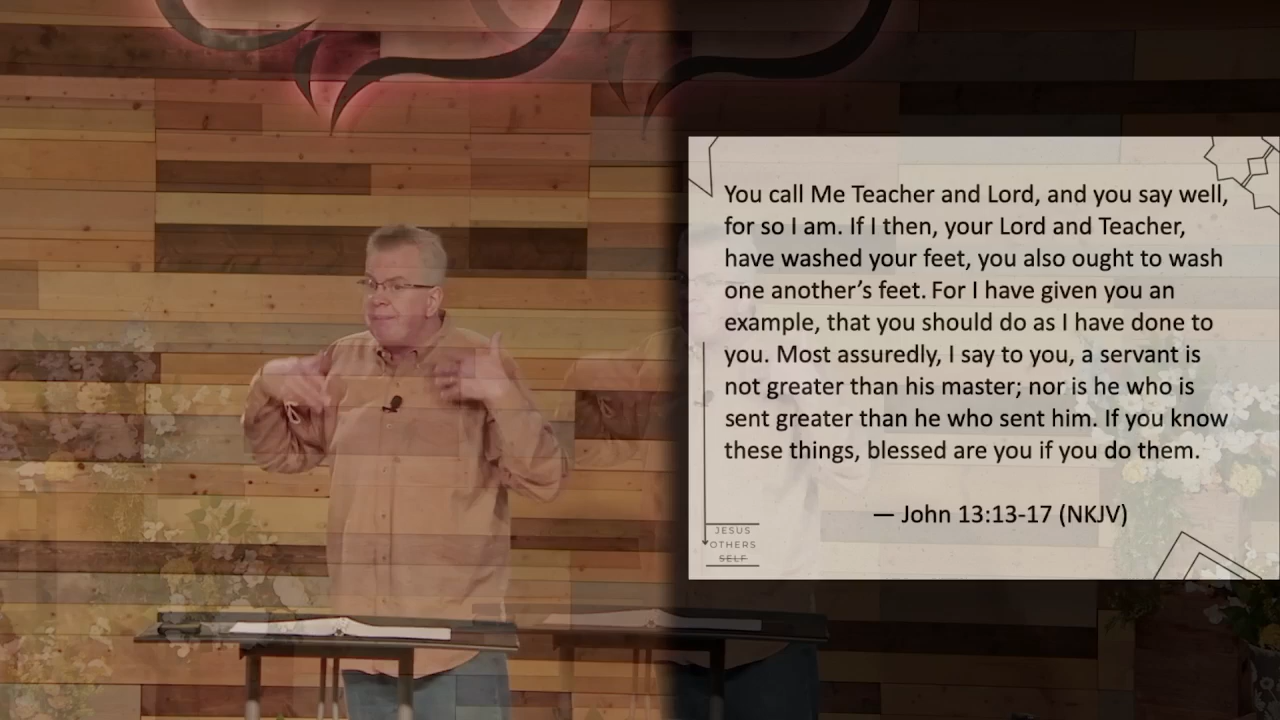 You call Me Teacher and Lord, and you say well,
for so I am. If I then, your Lord and Teacher,
have washed your feet, you also ought to wash
one another’s feet. For I have given you an
example, that you should do as I have done to
you. Most assuredly, I say to you, a servant is
not greater than his master; nor is he who is
sent greater than he who sent him. If you know
these things, blessed are you if you do them.
— John 13:13-17 (NKJV)
JESUS
OTHERS
SELF